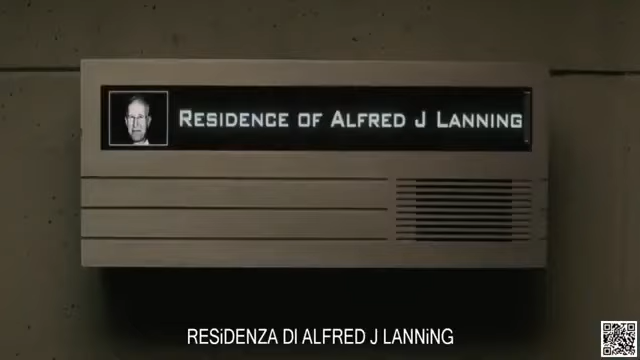 RESIDENCE OF ALFRED J LANNING
RESiDENZA DI ALFRED J LANNiNG